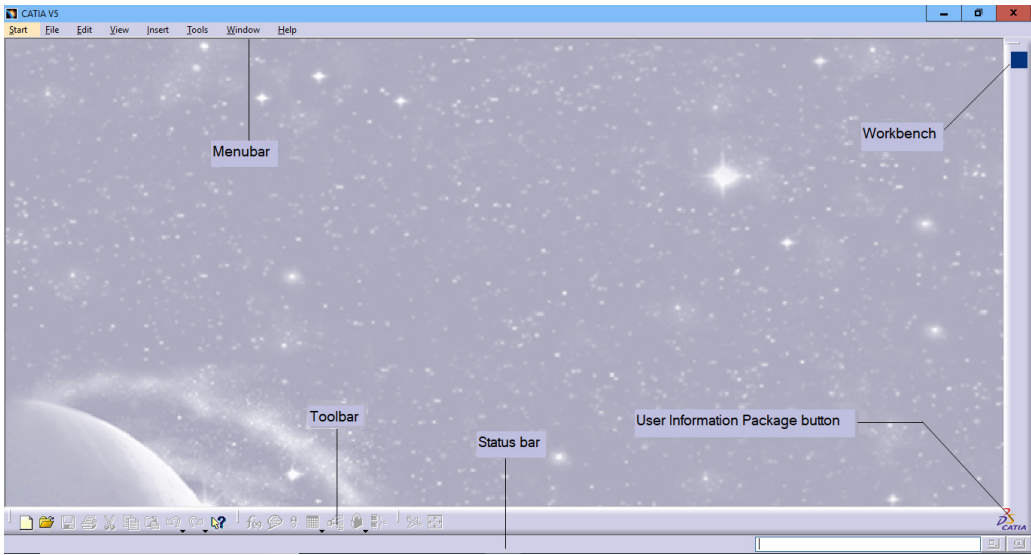 CATIA V5
Start File Edit View Insert Tools Window Help
Workbench
Menubar
Toolbar
User Information Package button
Status bar
f(x)
CATIA